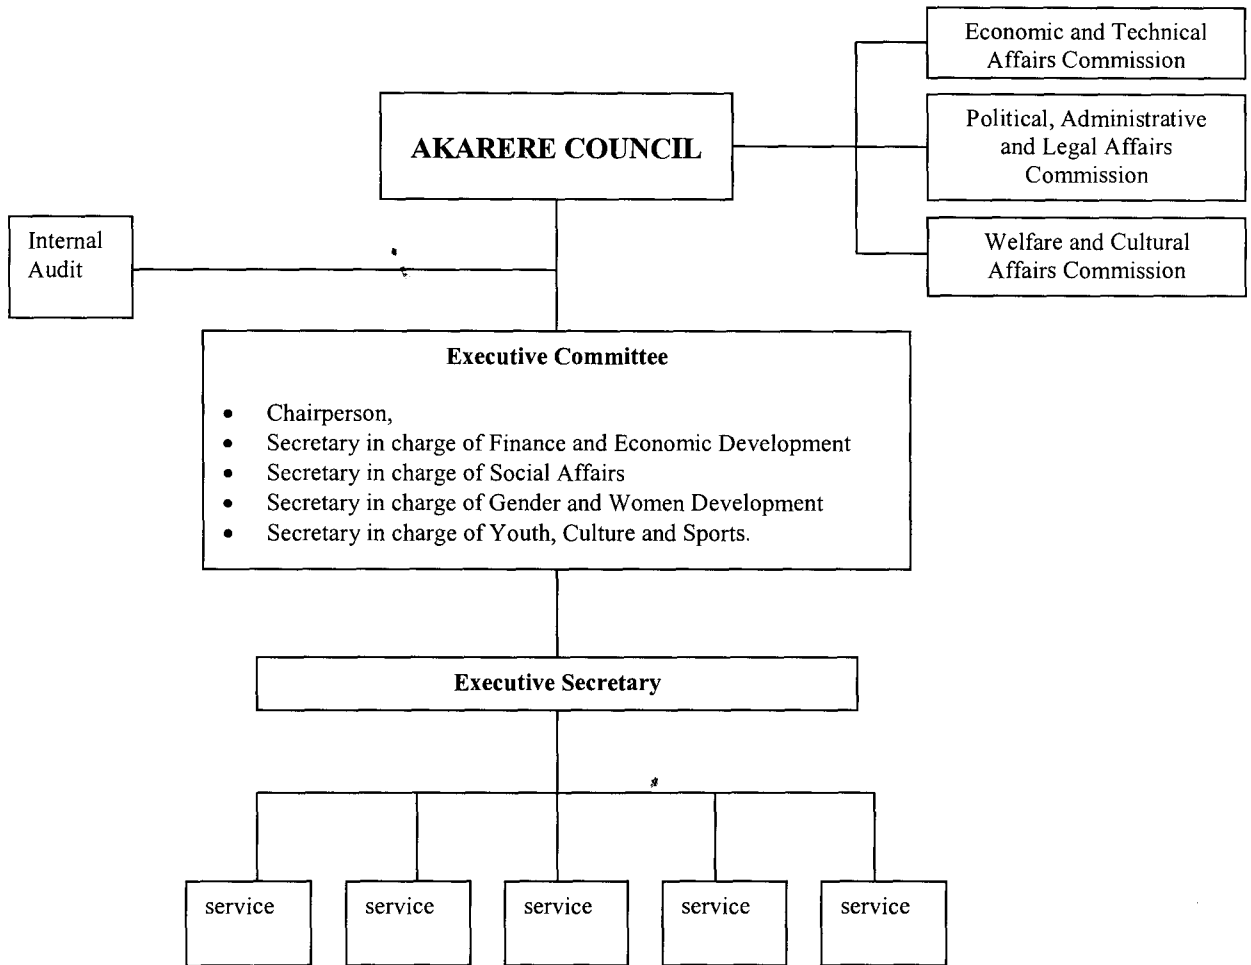 Economic and Technical
Affairs Commission
AKARERE COUNCIL
Political, Administrative
and Legal Affairs
Commission
Welfare and Cultural
Affairs Commission
Internal
Audit
Executive Committee
• Chairperson,
• Secretary in charge of Finance and Economic Development
• Secretary in charge of Social Affairs
• Secretary in charge of Gender and Women Development
• Secretary in charge of Youth, Culture and Sports.
Executive Secretary
service
service
service
service
service